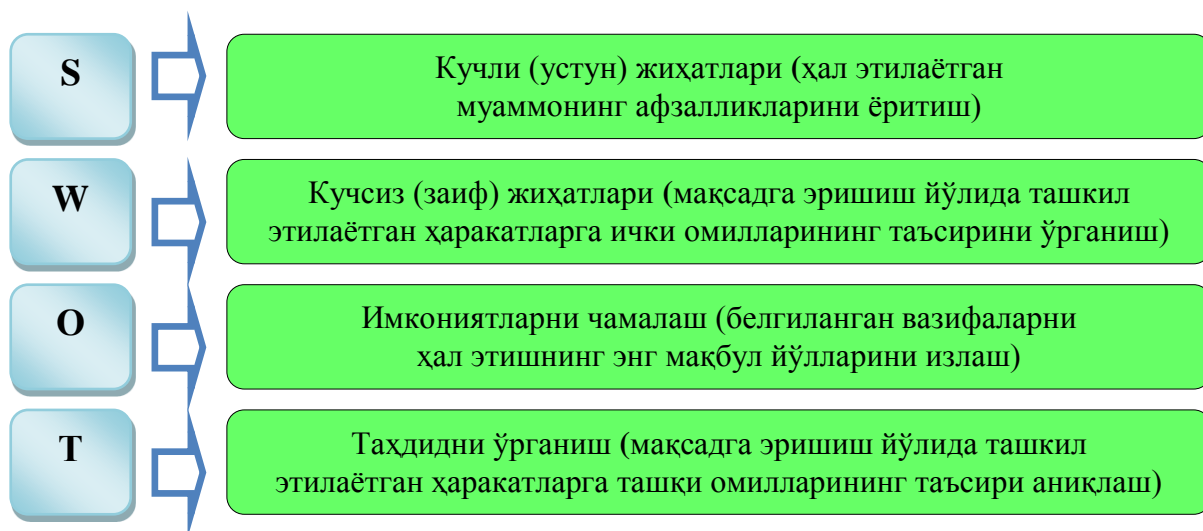 S
Кучли (устун) жиҳатлари (ҳал этилаётган
муаммонинг афзалликларини ёритиш)
W
Кучсиз (заиф) жиҳатлари (мақсадга эришиш йўлида ташкил
этилаётган ҳаракатларга ички омилларининг таъсирини ўрганиш)
O
Имкониятларни чамалаш (белгиланган вазифаларни
ҳал этишнинг энг мақбул йўлларини излаш)
T
Таҳдидни ўрганиш (мақсадга эришиш йўлида ташкил
этилаётган ҳаракатларга ташқи омилларининг таъсири аниқлаш)